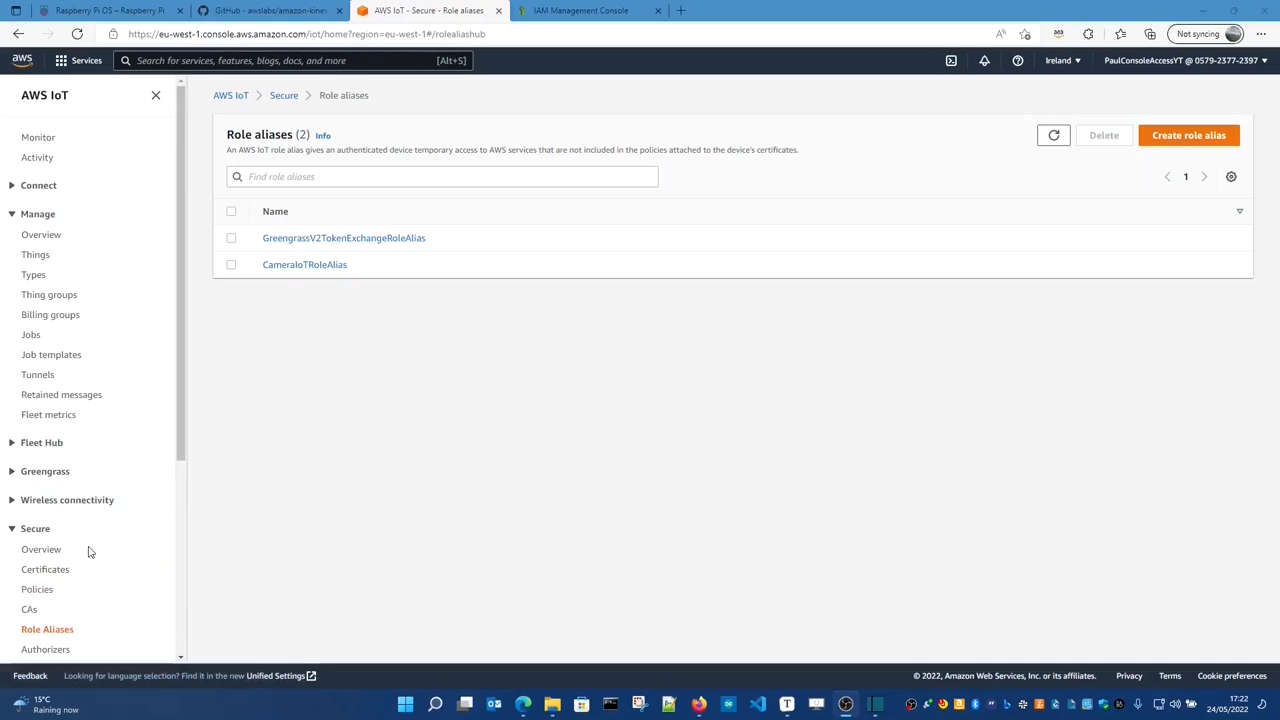 Raspberry Pi OS – Raspberry Pi
GitHub - awslabs/amazon-kines
AWS IoT - Secure - Role aliases
IAM Management Console
https://eu-west-1.console.aws.amazon.com/iot/home?region=eu-west-1#/rolealiashub
Not syncing
aws
Services
Search for services, features, blogs, docs, and more
[Alt+S]
Ireland
PaulConsoleAccessYT @ 0579-2377-2397
AWS IoT
Monitor
Activity
Connect
Manage
Overview
Things
Types
Thing groups
Billing groups
Jobs
Job templates
Tunnels
Retained messages
Fleet metrics
Fleet Hub
Greengrass
Wireless connectivity
Secure
Overview
Certificates
Policies
CAs
Role Aliases
Authorizers
AWS IoT > Secure > Role aliases
Role aliases (2) Info
An AWS IoT role alias gives an authenticated device temporary access to AWS services that are not included in the policies attached to the device's certificates.
Delete
Create role alias
Find role aliases
1
Name
GreengrassV2TokenExchangeRoleAlias
CameraIoTRoleAlias
Feedback
Looking for language selection? Find it in the new Unified Settings
© 2022, Amazon Web Services, Inc. or its affiliates.
Privacy
Terms
Cookie preferences
15°C
Raining now
17:22
24/05/2022